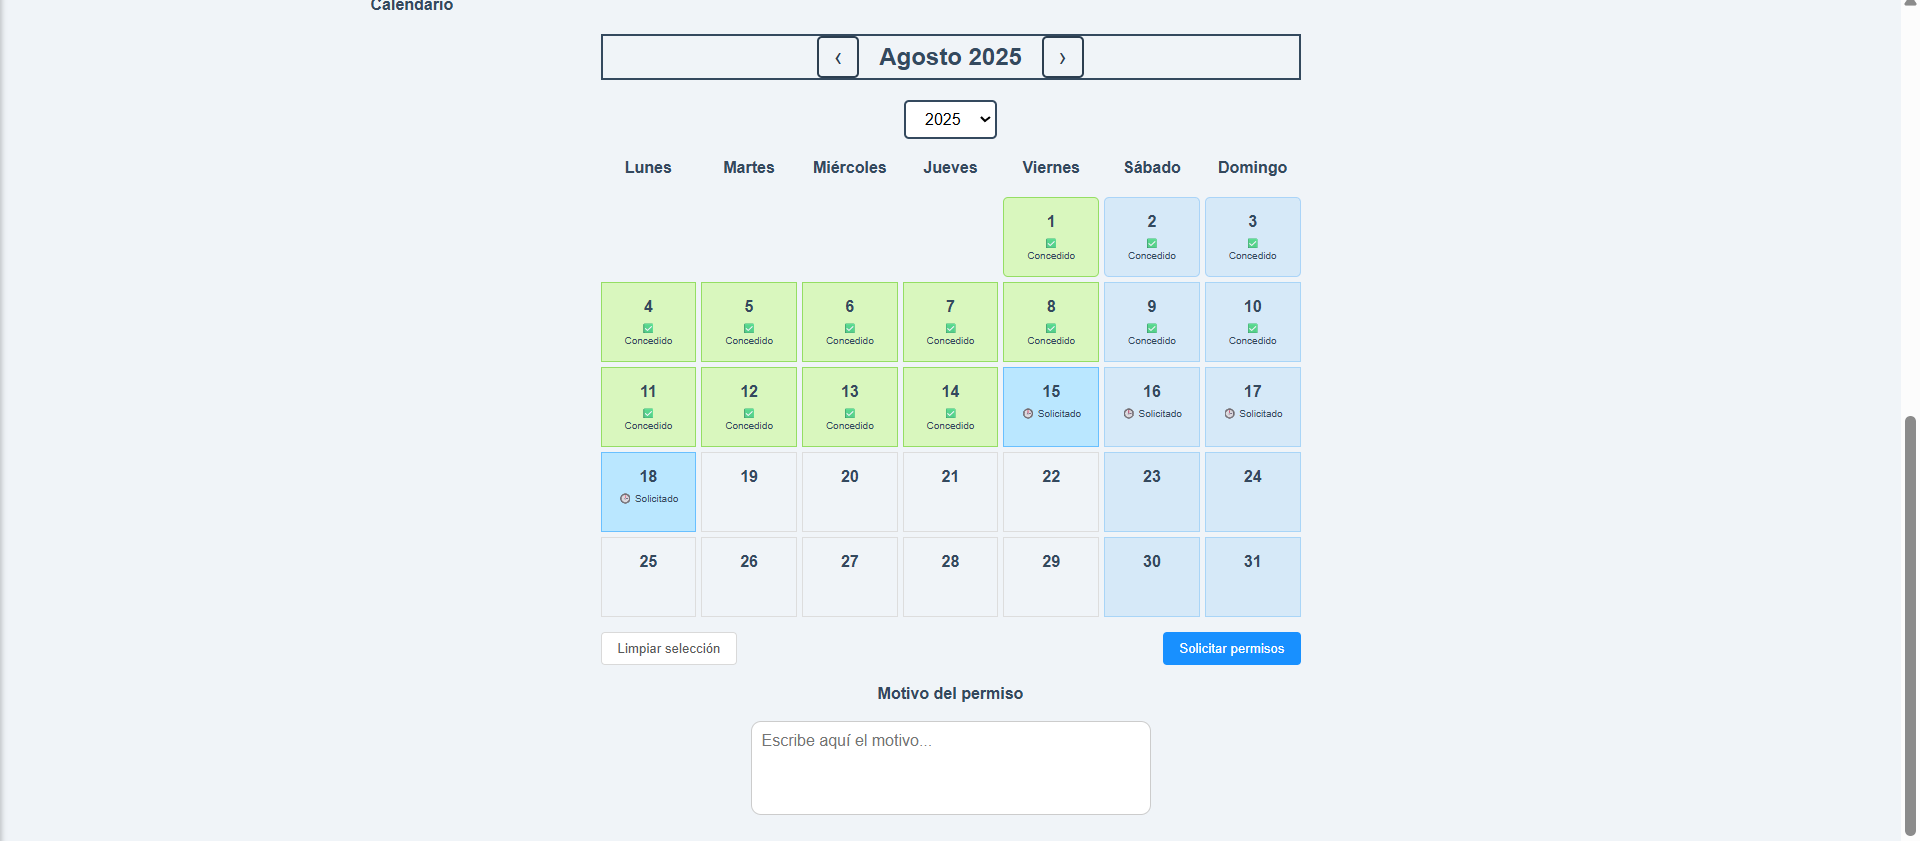 Calendario
‹ Agosto 2025 ›
2025
Lunes Martes Miércoles Jueves Viernes Sábado Domingo
1 2 3
✅ ✅ ✅
Concedido Concedido Concedido
4 5 6 7 8 9 10
✅ ✅ ✅ ✅ ✅ ✅ ✅
Concedido Concedido Concedido Concedido Concedido Concedido Concedido
11 12 13 14 15 16 17
✅ ✅ ✅ ✅ 🕒 Solicitado 🕒 Solicitado 🕒 Solicitado
Concedido Concedido Concedido Concedido
18 19 20 21 22 23 24
🕒 Solicitado
25 26 27 28 29 30 31
Limpiar selección Solicitar permisos
Motivo del permiso
Escribe aquí el motivo...